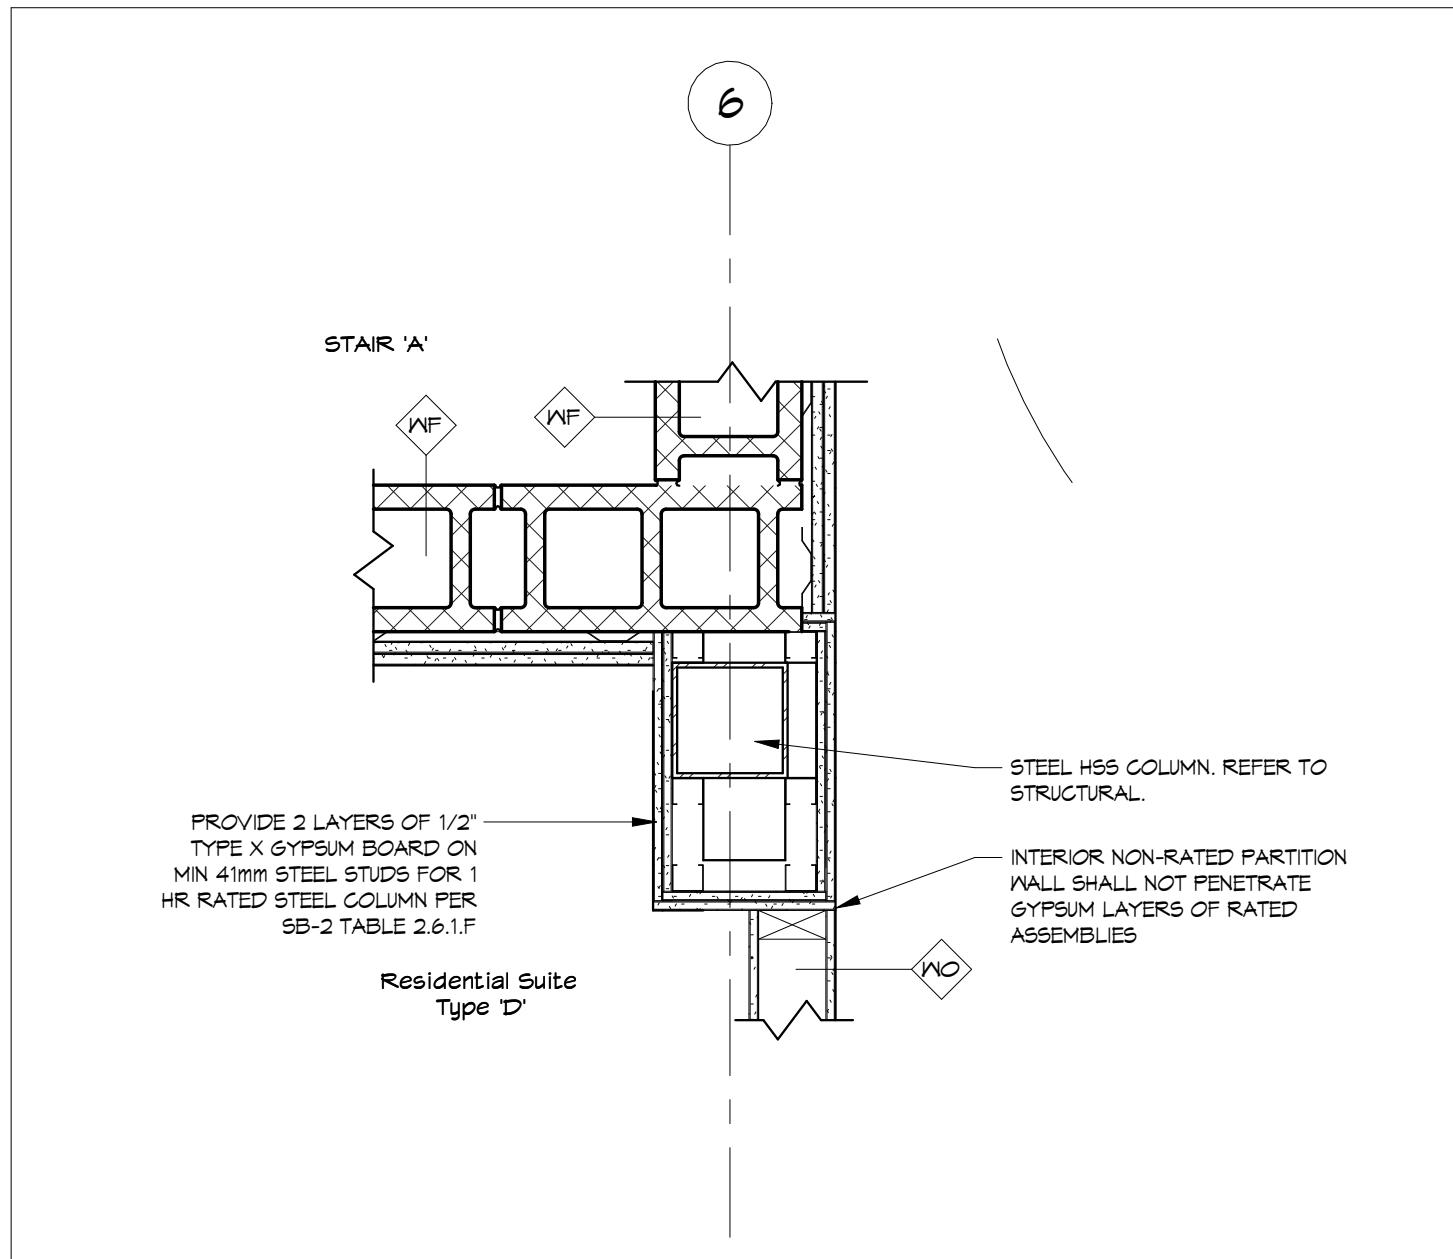 6
STAIR 'A'
WF
WF
STEEL HSS COLUMN. REFER TO
STRUCTURAL.
PROVIDE 2 LAYERS OF 1/2"
TYPE X GYPSUM BOARD ON
MIN 41mm STEEL STUDS FOR 1
HR RATED STEEL COLUMN PER
SB-2 TABLE 2.6.1.F
INTERIOR NON-RATED PARTITION
WALL SHALL NOT PENETRATE
GYPSUM LAYERS OF RATED
ASSEMBLIES
WO
Residential Suite
Type 'D'